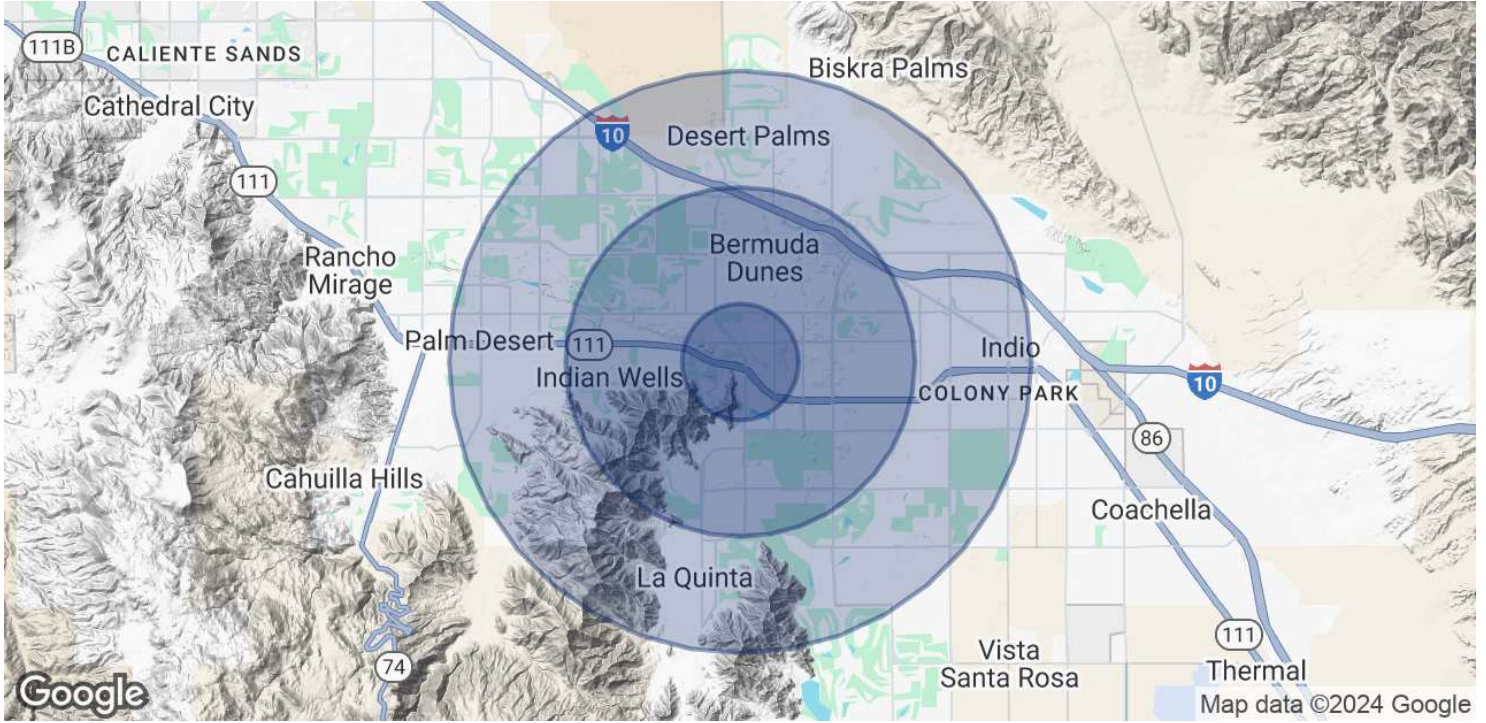 111B
CALIENTE SANDS
Cathedral City
Biskra Palms
10
Desert Palms
111
Bermuda
Dunes
Rancho
Mirage
Palm Desert
111
Indian Wells
Indio
COLONY PARK
10
86
Cahuilla Hills
Coachella
La Quinta
111
Vista
Santa Rosa
74
Thermal
Google
Map data ©2024 Google